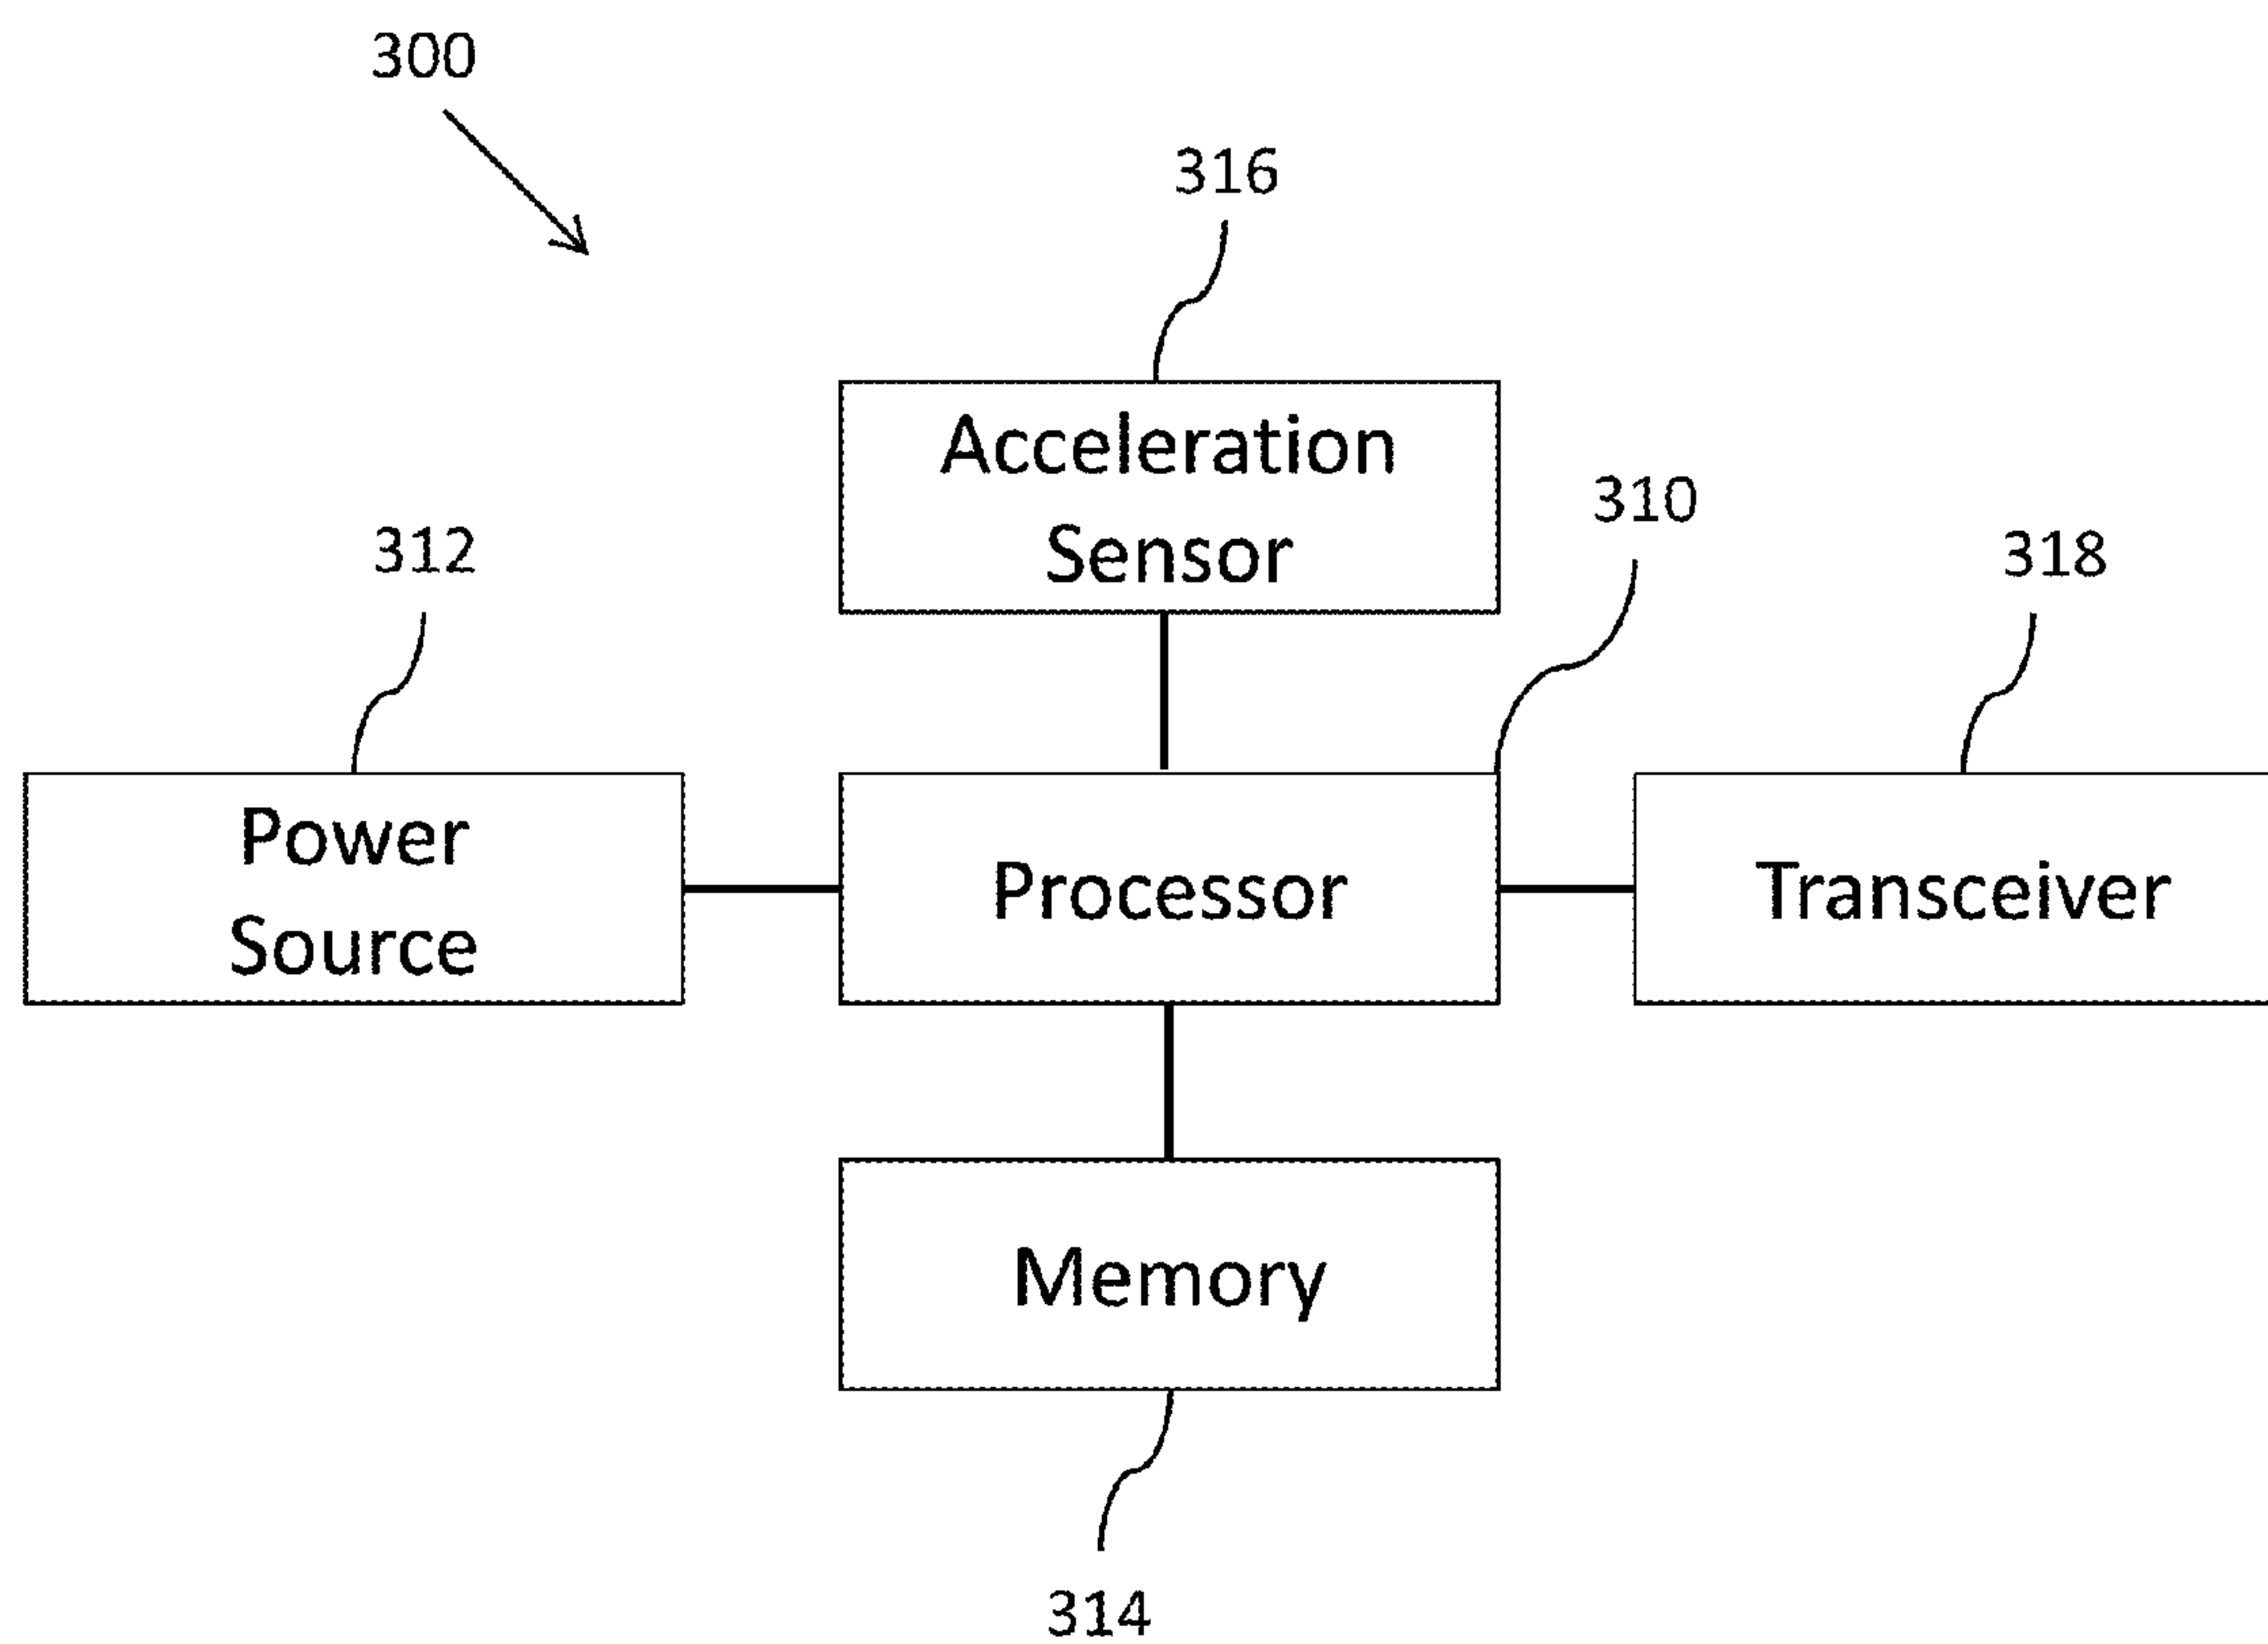 300
316
Acceleration
Sensor
310
312
318
Power
Source
Processor
Transceiver
Memory
314